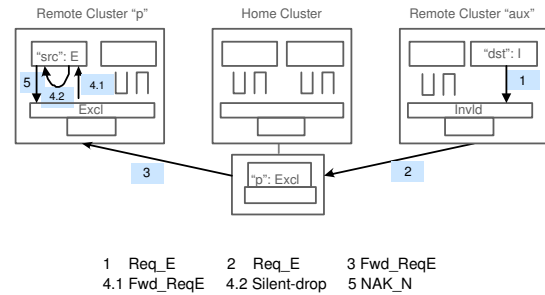 Remote Cluster “p” Home Cluster Remote Cluster “aux”
“src”: E “dst”: I
5 4.1 1
4.2
Excl Invld
3 “p”: Excl 2
1 Req_E 2 Req_E 3 Fwd_ReqE
4.1 Fwd_ReqE 4.2 Silent-drop 5 NAK_N